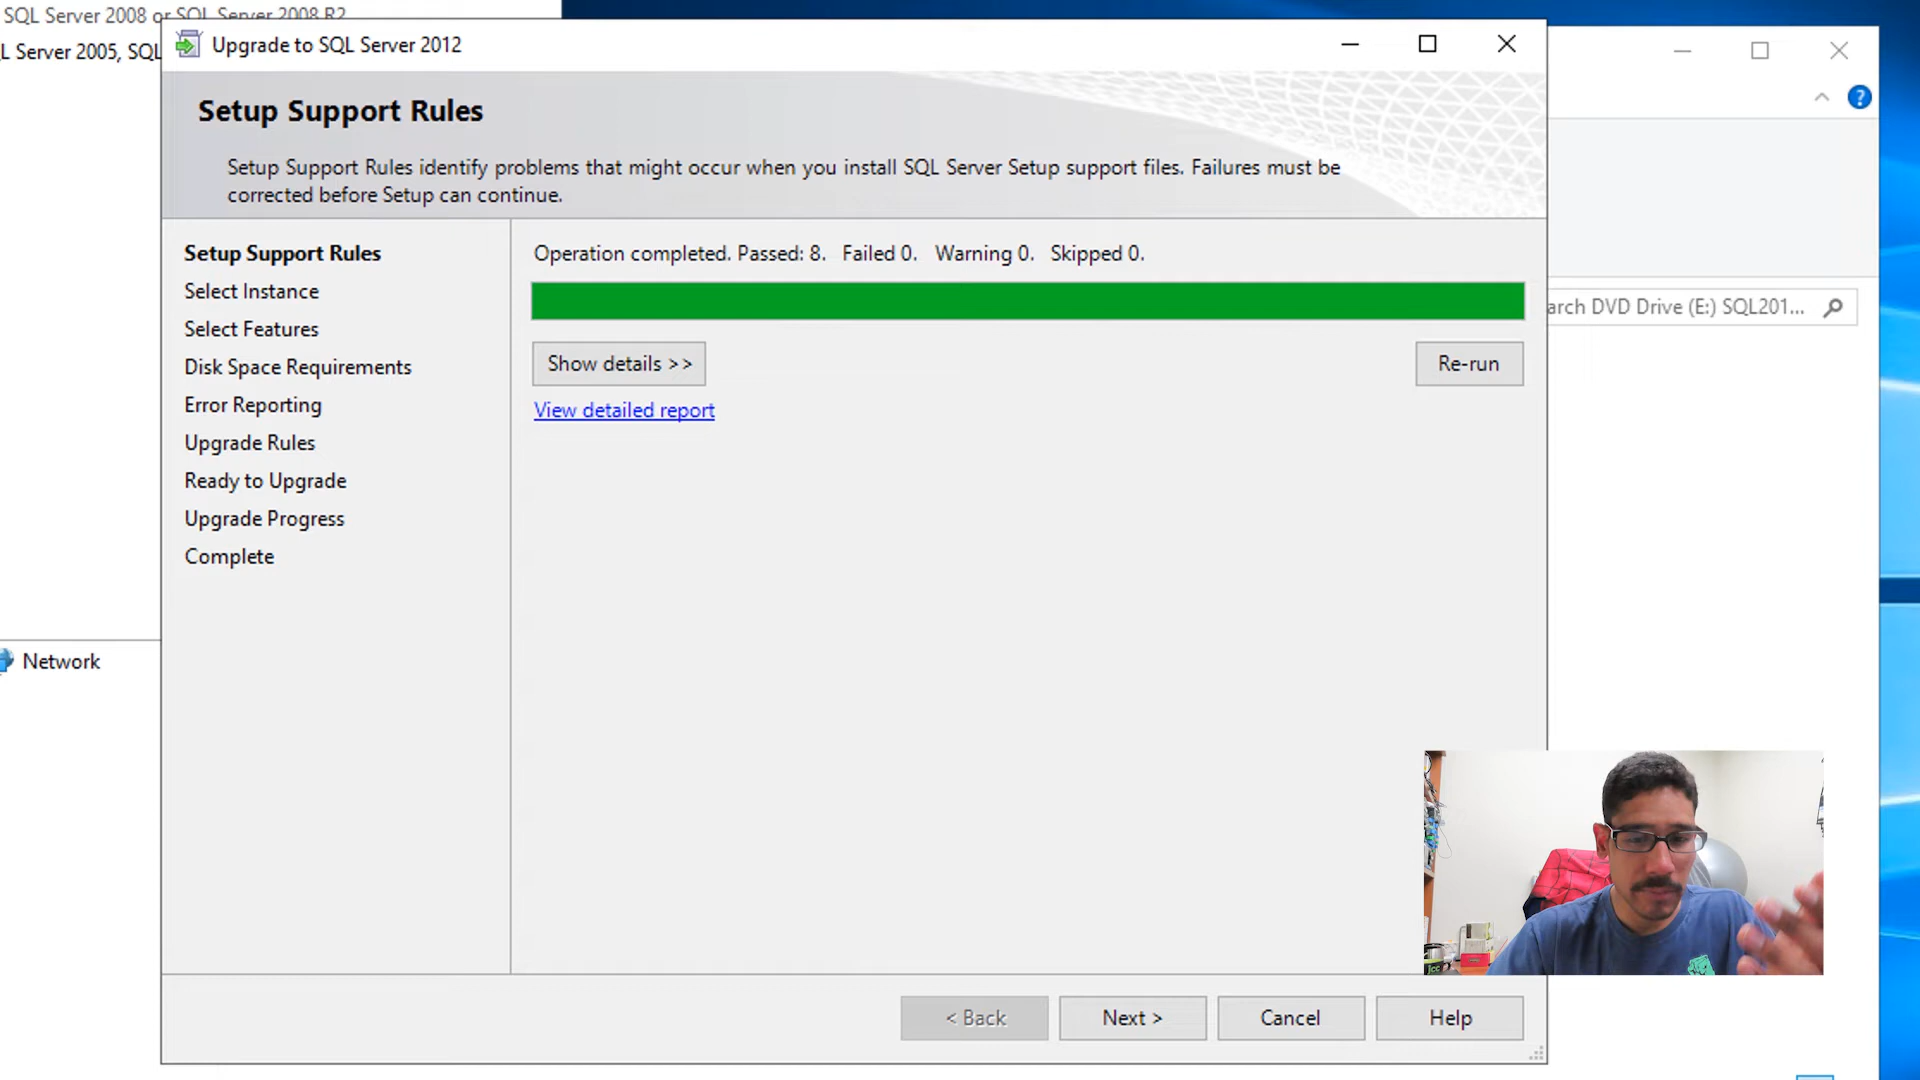 SQL Server 2008 or SQL Server 2008 R2
L Server 2005, SQL
Upgrade to SQL Server 2012
Setup Support Rules
Setup Support Rules identify problems that might occur when you install SQL Server Setup support files. Failures must be
corrected before Setup can continue.
Setup Support Rules
Select Instance
Select Features
Disk Space Requirements
Error Reporting
Upgrade Rules
Ready to Upgrade
Upgrade Progress
Complete
Operation completed. Passed: 8. Failed 0. Warning 0. Skipped 0.
Show details >>
Re-run
View detailed report
arch DVD Drive (E:) SQL201...
Network
< Back
Next >
Cancel
Help